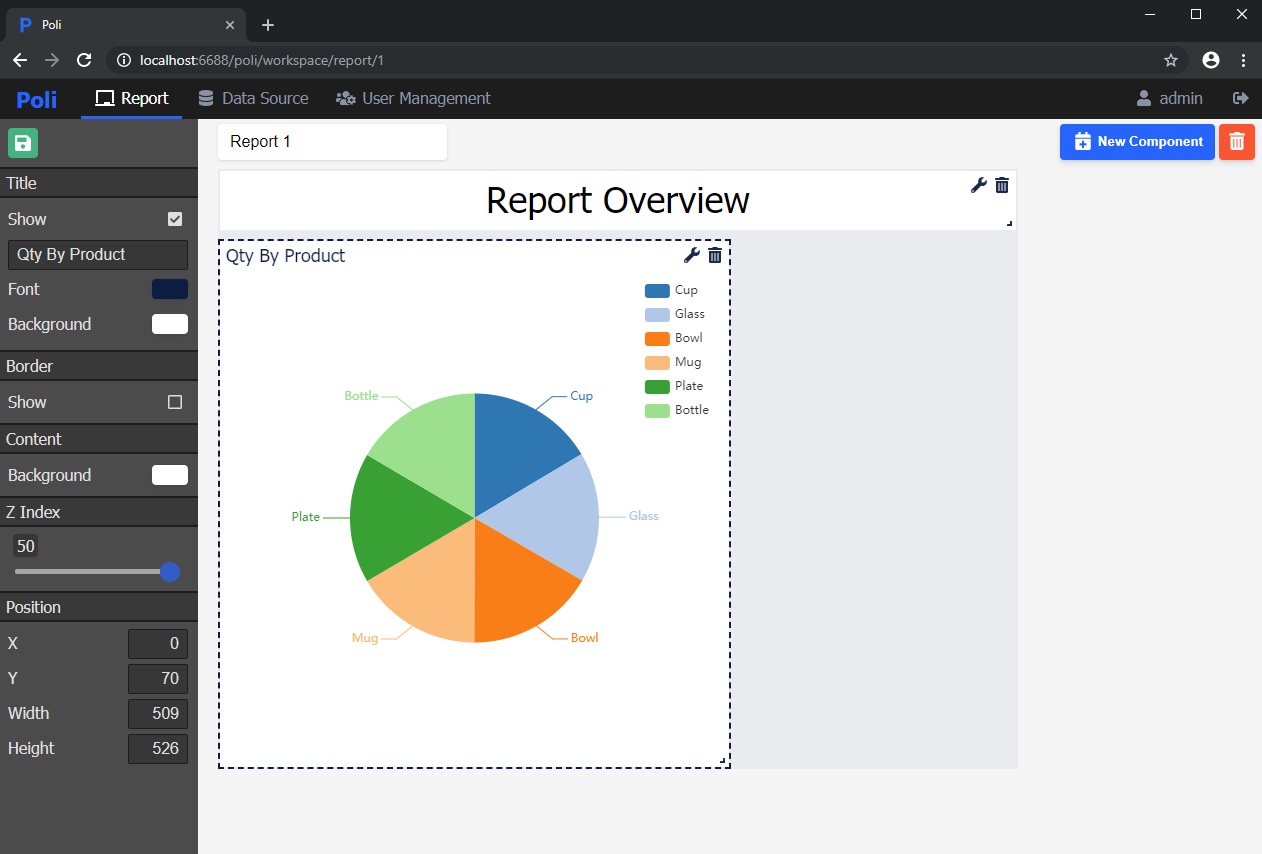 Poli
localhost:6688/poli/workspace/report/1
Poli
Report
Data Source
User Management
admin
Report 1
New Component
Title
Show
Qty By Product
Font
Background
Border
Show
Content
Background
Z Index
50
Position
X 0
Y 70
Width 509
Height 526
Report Overview
Qty By Product
Cup
Glass
Bowl
Mug
Plate
Bottle
Bottle
Cup
Plate
Glass
Mug
Bowl